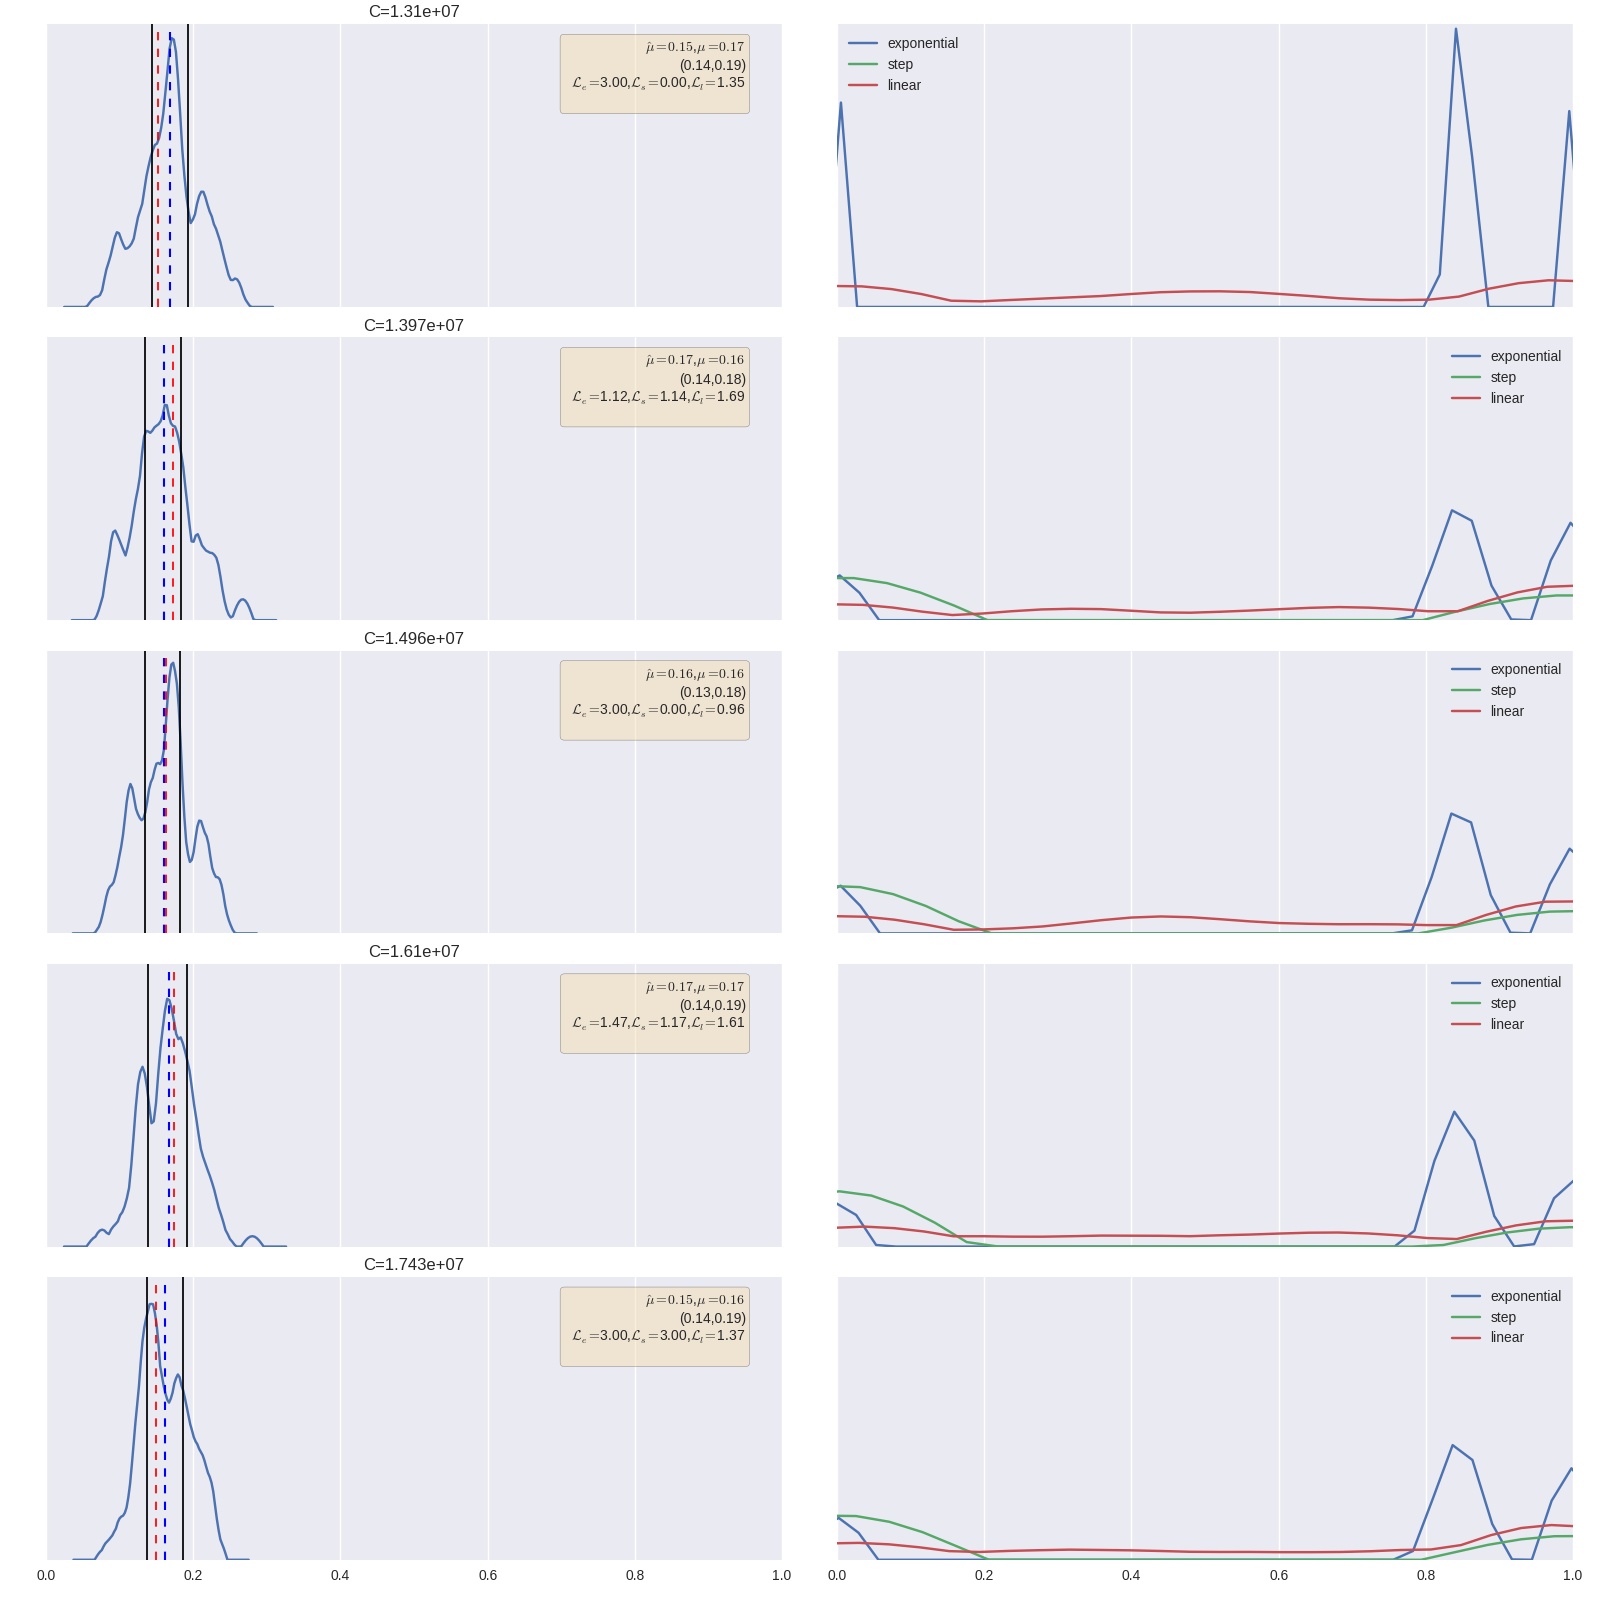 C=1.31e+07
μ̂=0.15,μ=0.17
(0.14,0.19)
ℒₑ=3.00,ℒₛ=0.00,ℒₗ=1.35
exponential
step
linear
C=1.397e+07
μ̂=0.17,μ=0.16
(0.14,0.18)
ℒₑ=1.12,ℒₛ=1.14,ℒₗ=1.69
exponential
step
linear
C=1.496e+07
μ̂=0.16,μ=0.16
(0.13,0.18)
ℒₑ=3.00,ℒₛ=0.00,ℒₗ=0.96
exponential
step
linear
C=1.61e+07
μ̂=0.17,μ=0.17
(0.14,0.19)
ℒₑ=1.47,ℒₛ=1.17,ℒₗ=1.61
exponential
step
linear
C=1.743e+07
μ̂=0.15,μ=0.16
(0.14,0.19)
ℒₑ=3.00,ℒₛ=3.00,ℒₗ=1.37
exponential
step
linear
0.0 0.2 0.4 0.6 0.8 1.0
0.0 0.2 0.4 0.6 0.8 1.0